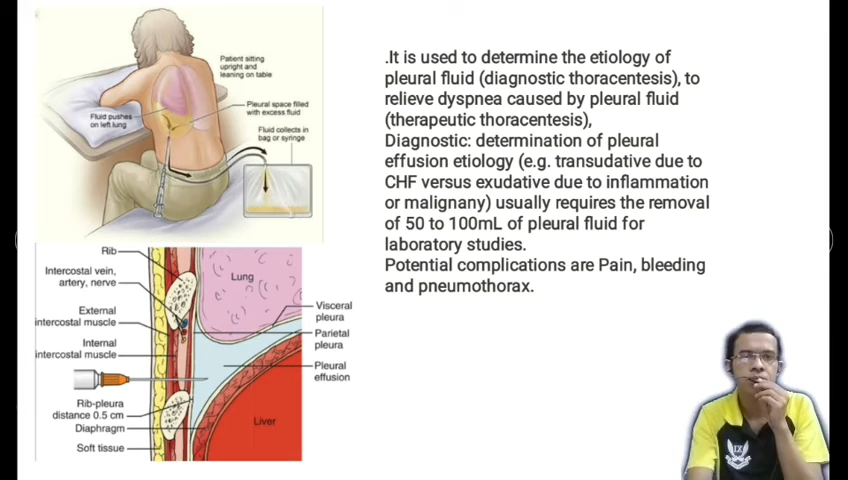 Patient sitting
upright and
leaning on table
Fluid pushes
on left lung
Pleural space filled
with excess fluid
Fluid collects in
bag or syringe
.It is used to determine the etiology of
pleural fluid (diagnostic thoracentesis), to
relieve dyspnea caused by pleural fluid
(therapeutic thoracentesis),
Diagnostic: determination of pleural
effusion etiology (e.g. transudative due to
CHF versus exudative due to inflammation
or malignany) usually requires the removal
of 50 to 100mL of pleural fluid for
laboratory studies.
Potential complications are Pain, bleeding
and pneumothorax.
Rib
Intercostal vein,
artery, nerve
External
intercostal muscle
Internal
intercostal muscle
Rib-pleura
distance 0.5 cm
Diaphragm
Soft tissue
Lung
Visceral
pleura
Parietal
pleura
Pleural
effusion
Liver
IX